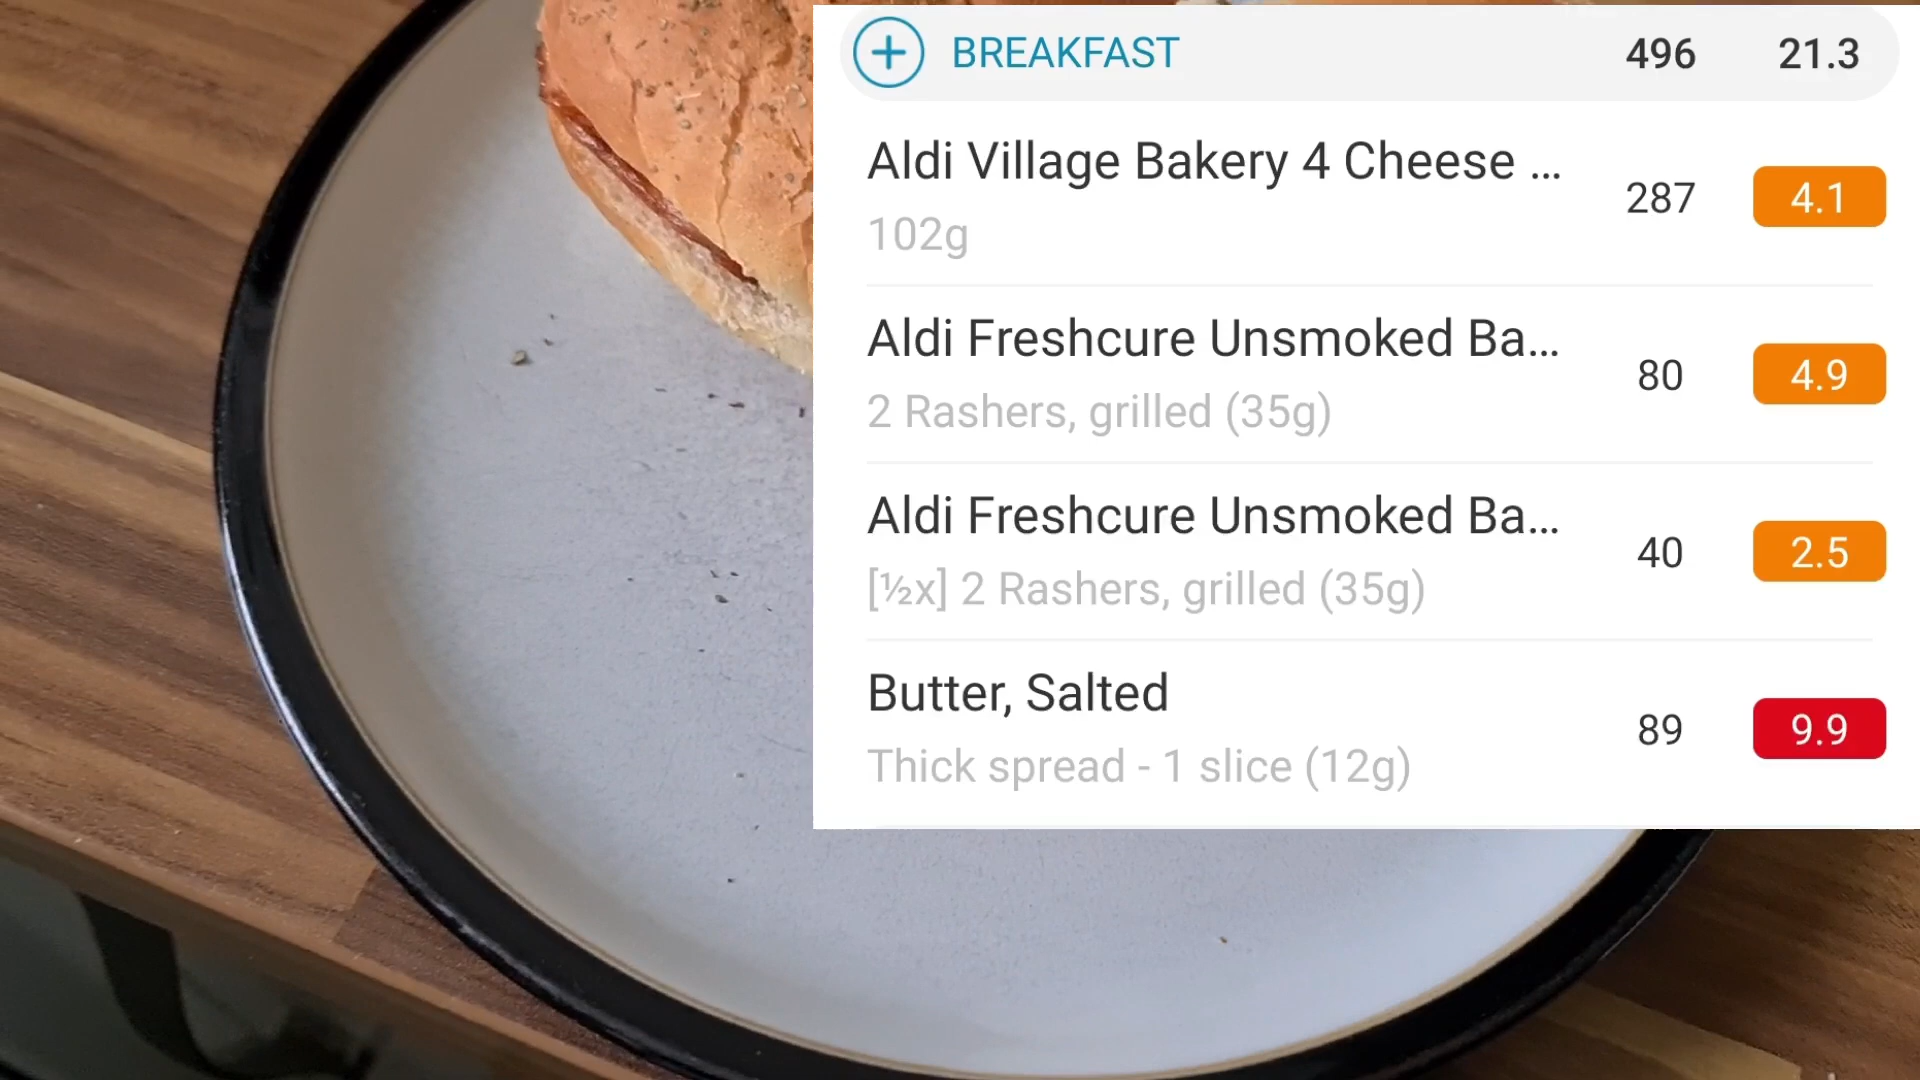 BREAKFAST 496 21.3
Aldi Village Bakery 4 Cheese ... 287 4.1
102g
Aldi Freshcure Unsmoked Ba... 80 4.9
2 Rashers, grilled (35g)
Aldi Freshcure Unsmoked Ba... 40 2.5
[½x] 2 Rashers, grilled (35g)
Butter, Salted 89 9.9
Thick spread - 1 slice (12g)